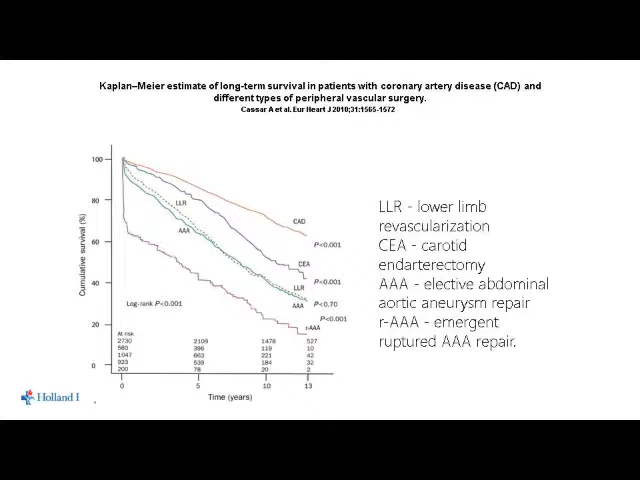 Kaplan–Meier estimate of long-term survival in patients with coronary artery disease (CAD) and
different types of peripheral vascular surgery.
Cassar A et al. Eur Heart J 2010;31:1565-1572
LLR - lower limb
revascularization
CEA - carotid
endarterectomy
AAA - elective abdominal
aortic aneurysm repair
r-AAA - emergent
ruptured AAA repair.
Cumulative survival (%)
100
80
60
40
20
0
LLR
AAA
CAD
P<0.001
CEA
P<0.001
LLR
AAA
P<0.70
P<0.001
r-AAA
Log-rank P<0.001
At risk
2730 2109 1478 527
560 396 119 10
1047 663 221 42
923 539 184 32
200 78 20 2
0 5 10 13
Time (years)
Holland I